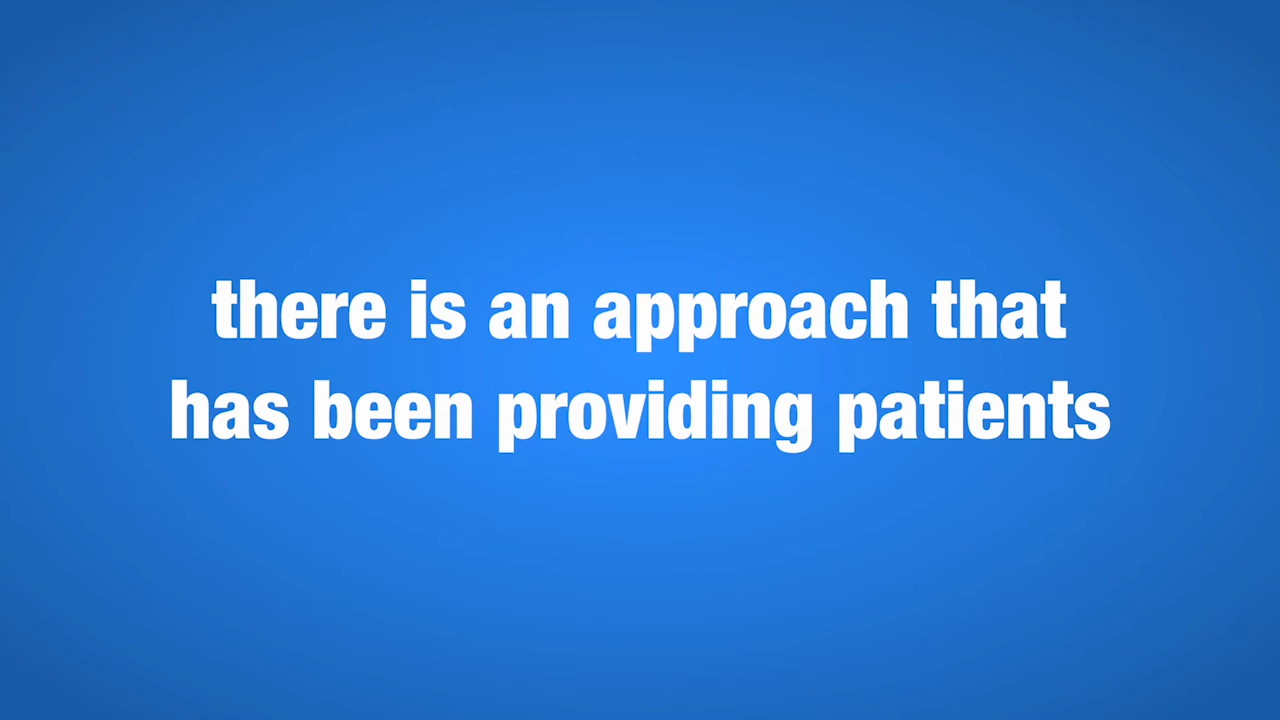 there is an approach that
has been providing patients